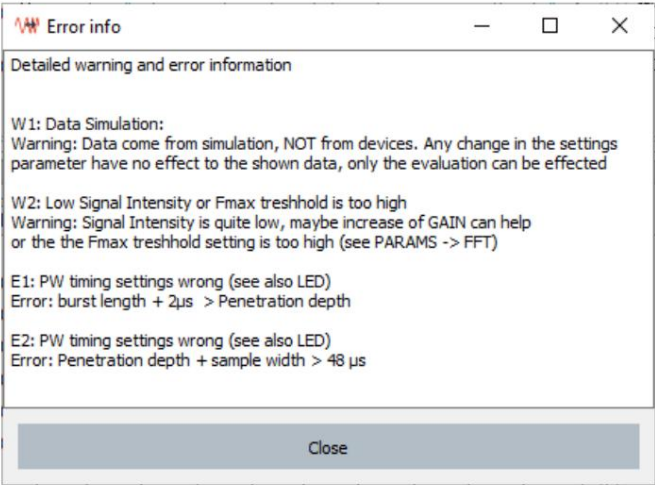 Error info
Detailed warning and error information
W1: Data Simulation:
Warning: Data come from simulation, NOT from devices. Any change in the settings
parameter have no effect to the shown data, only the evaluation can be effected
W2: Low Signal Intensity or Fmax treshhold is too high
Warning: Signal Intensity is quite low, maybe increase of GAIN can help
or the the Fmax treshhold setting is too high (see PARAMS -> FFT)
E1: PW timing settings wrong (see also LED)
Error: burst length + 2µs  > Penetration depth
E2: PW timing settings wrong (see also LED)
Error: Penetration depth + sample width > 48 µs
Close